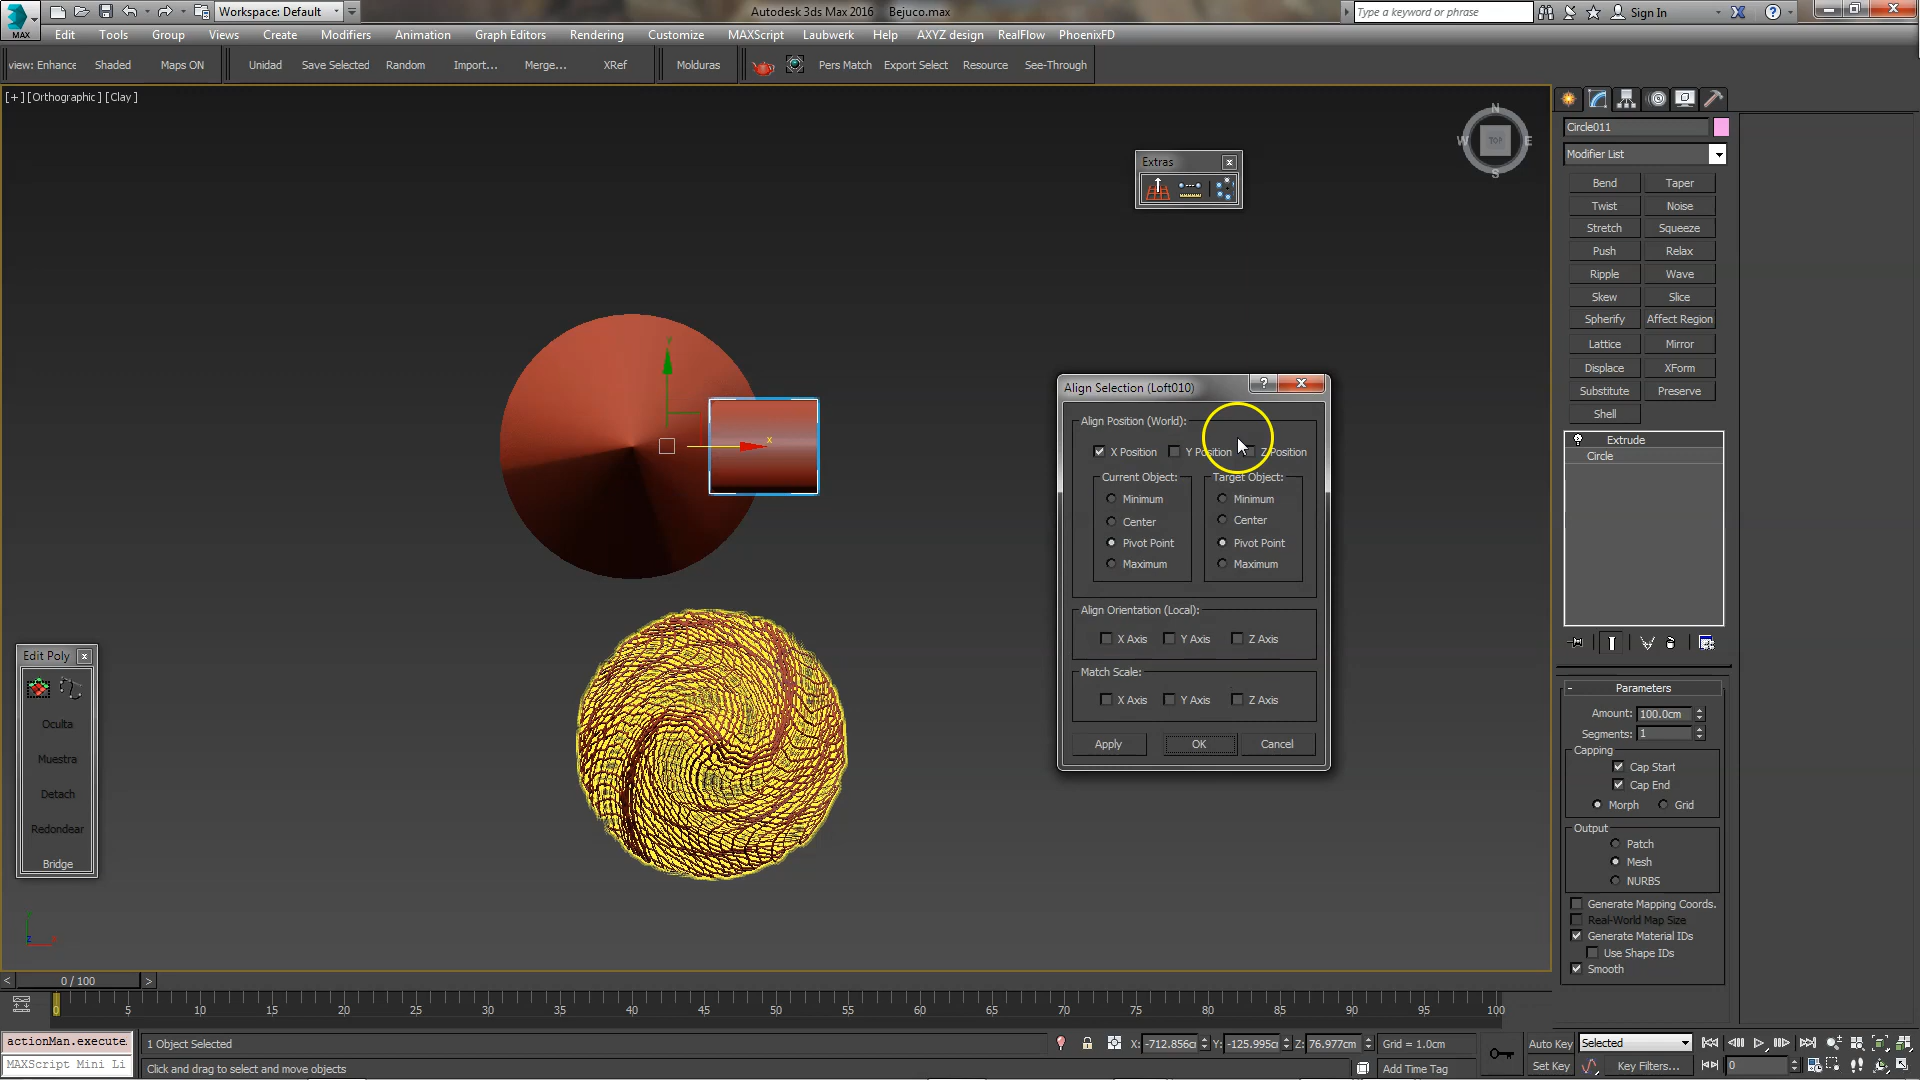 MAX
Workspace: Default
Autodesk 3ds Max 2016    Bejuco.max
Type a keyword or phrase
Sign In
Edit Tools Group Views Create Modifiers Animation Graph Editors Rendering Customize MAXScript Laubwerk Help AXYZ design RealFlow PhoenixFD
view: Enhance Shaded Maps ON Unidad Save Selected Random Import... Merge... XRef Molduras Pers Match Export Select Resource See-Through
[+] [Orthographic] [Clay]
N
W TOP E
S
Extras
x
y
Edit Poly
Oculta
Muestra
Detach
Redondear
Bridge
Align Selection (Loft010)
Align Position (World):
X Position Y Position Z Position
Current Object: Target Object:
Minimum Minimum
Center Center
Pivot Point Pivot Point
Maximum Maximum
Align Orientation (Local):
X Axis Y Axis Z Axis
Match Scale:
X Axis Y Axis Z Axis
Apply OK Cancel
Circle011
Modifier List
Bend Taper
Twist Noise
Stretch Squeeze
Push Relax
Ripple Wave
Skew Slice
Spherify Affect Region
Lattice Mirror
Displace XForm
Substitute Preserve
Shell
Extrude
Circle
- Parameters
Amount: 100.0cm
Segments: 1
Capping
Cap Start
Cap End
Morph Grid
Output
Patch
Mesh
NURBS
Generate Mapping Coords.
Real-World Map Size
Generate Material IDs
Use Shape IDs
Smooth
< 0 / 100 >
0 5 10 15 20 25 30 35 40 45 50 55 60 65 70 75 80 85 90 95 100
actionMan.execute
MAXScript Mini Li
1 Object Selected
Click and drag to select and move objects
X: -712.856c Y: -125.995c Z: 76.977cm Grid = 1.0cm
Add Time Tag
Auto Key Selected
Set Key Key Filters... 0